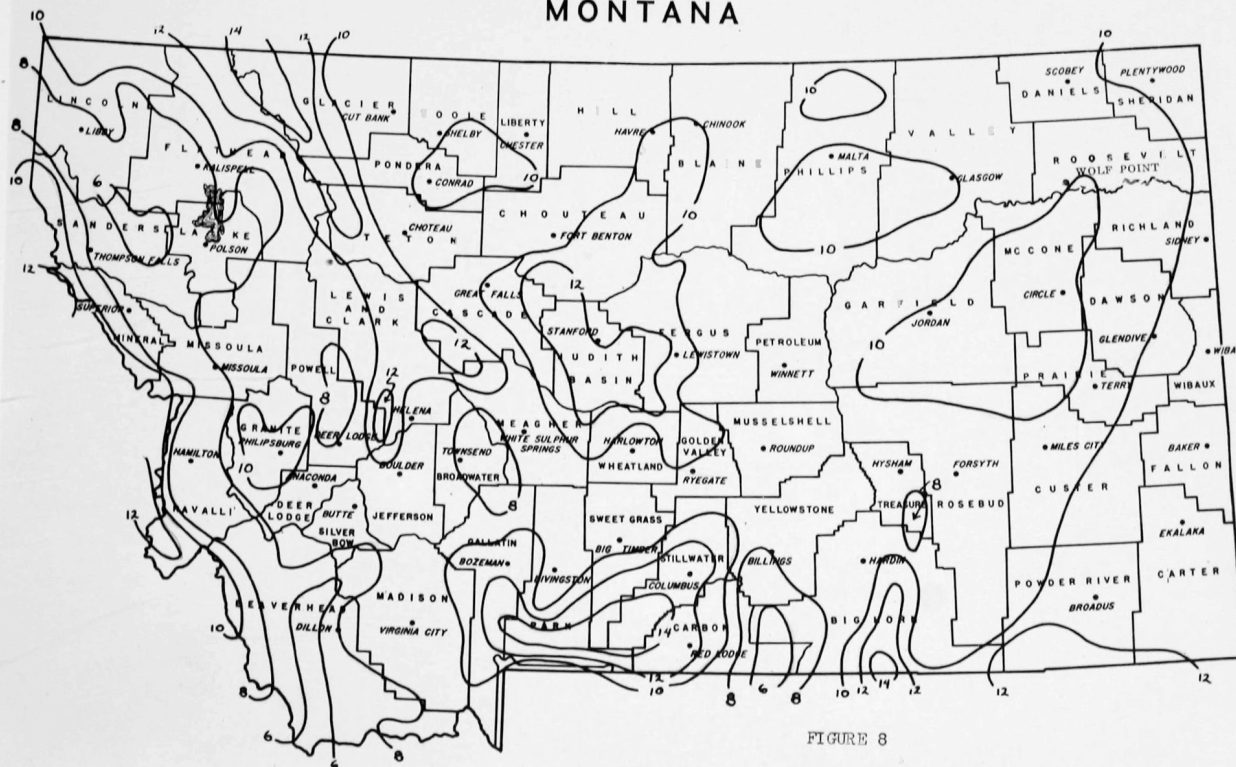 MONTANA
10
12
14
12
10
10
8
LINCOLN
LIBBY
GLACIER
CUT BANK
TOOLE
SHELBY
LIBERTY
CHESTER
HILL
HAVRE
CHINOOK
BLAINE
10
PHILLIPS
MALTA
VALLEY
GLASGOW
SCOBEY
DANIELS
PLENTYWOOD
SHERIDAN
ROOSEVELT
WOLF POINT
8
10
FLATHEAD
KALISPELL
PONDERA
CONRAD
10
10
6
SANDERS
THOMPSON FALLS
LAKE
POLSON
TETON
CHOTEAU
CHOUTEAU
FORT BENTON
10
RICHLAND
SIDNEY
MCCONE
CIRCLE
DAWSON
GLENDIVE
12
SUPERIOR
MINERAL
MISSOULA
MISSOULA
LEWIS
AND
CLARK
GREAT FALLS
CASCADE
12
12
STANFORD
JUDITH
BASIN
FERGUS
LEWISTOWN
PETROLEUM
WINNETT
GARFIELD
JORDAN
10
PRAIRIE
TERRY
WIBAUX
WIBA
POWELL
8
12
HELENA
DEER LODGE
GRANITE
PHILIPSBURG
10
MEAGHER
WHITE SULPHUR
SPRINGS
HARLOWTON
WHEATLAND
GOLDEN
VALLEY
RYEGATE
MUSSELSHELL
ROUNDUP
HAMILTON
RAVALLI
12
ANACONDA
DEER
LODGE
BUTTE
SILVER
BOW
BOULDER
JEFFERSON
TOWNSEND
BROADWATER
8
HYSHAM
TREASURE
8
FORSYTH
ROSEBUD
MILES CITY
CUSTER
BAKER
FALLON
EKALAKA
CARTER
GALLATIN
BOZEMAN
LIVINGSTON
PARK
SWEET GRASS
BIG TIMBER
STILLWATER
COLUMBUS
YELLOWSTONE
BILLINGS
HARDIN
BIG HORN
POWDER RIVER
BROADUS
BEAVERHEAD
DILLON
MADISON
VIRGINIA CITY
14
CARBON
RED LODGE
10
8
6
6
8
12
10
8
6
8
10
12
14
12
12
12
FIGURE 8